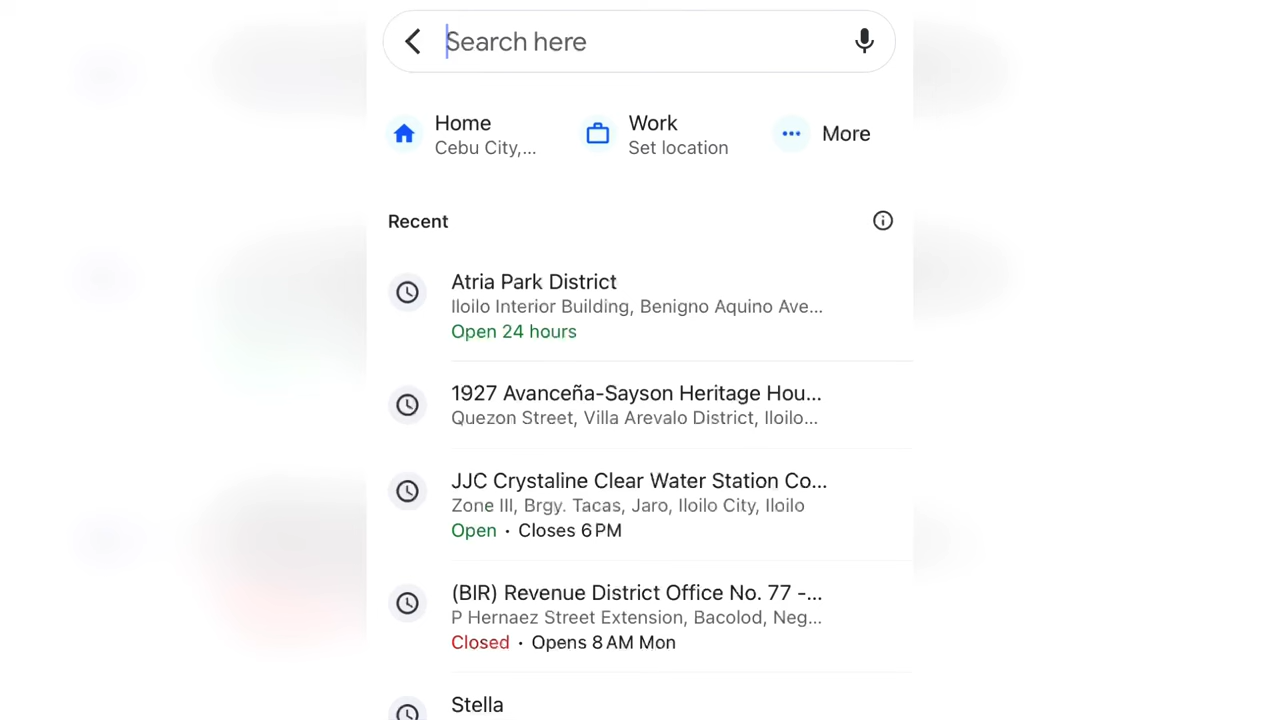 Search here
Home
Cebu City,...
Work
Set location
More
Recent
Atria Park District
Iloilo Interior Building, Benigno Aquino Ave...
Open 24 hours
1927 Avanceña-Sayson Heritage Hou...
Quezon Street, Villa Arevalo District, Iloilo...
JJC Crystaline Clear Water Station Co...
Zone III, Brgy. Tacas, Jaro, Iloilo City, Iloilo
Open · Closes 6 PM
(BIR) Revenue District Office No. 77 -...
P Hernaez Street Extension, Bacolod, Neg...
Closed · Opens 8 AM Mon
Stella